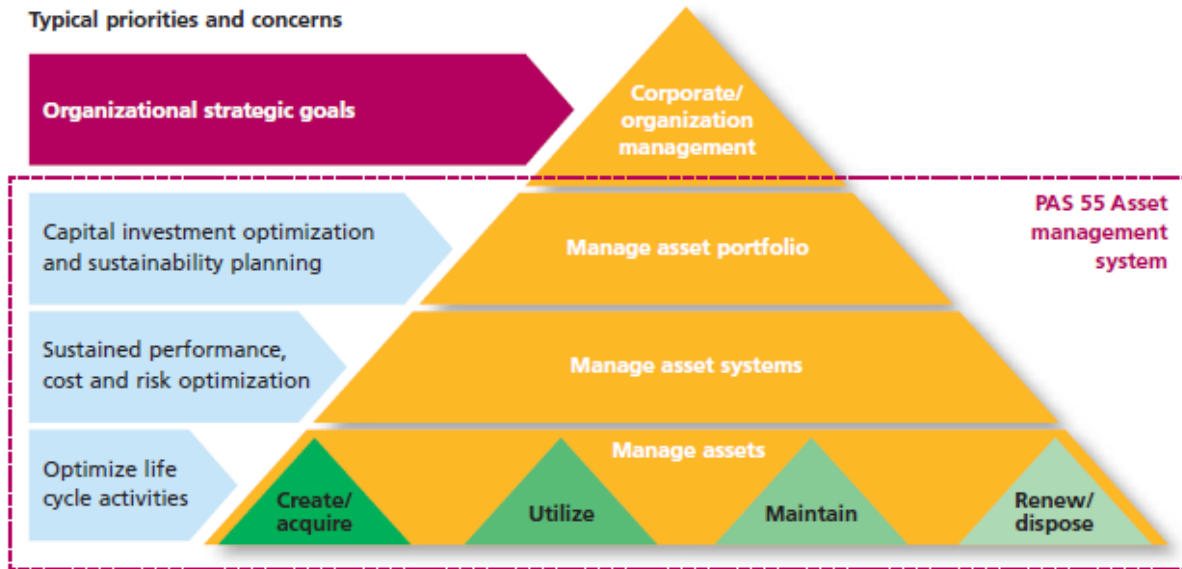 Typical priorities and concerns
Organizational strategic goals
Corporate/
organization
management
Capital investment optimization
and sustainability planning
Manage asset portfolio
PAS 55 Asset
management
system
Sustained performance,
cost and risk optimization
Manage asset systems
Optimize life
cycle activities
Manage assets
Create/
acquire
Utilize
Maintain
Renew/
dispose